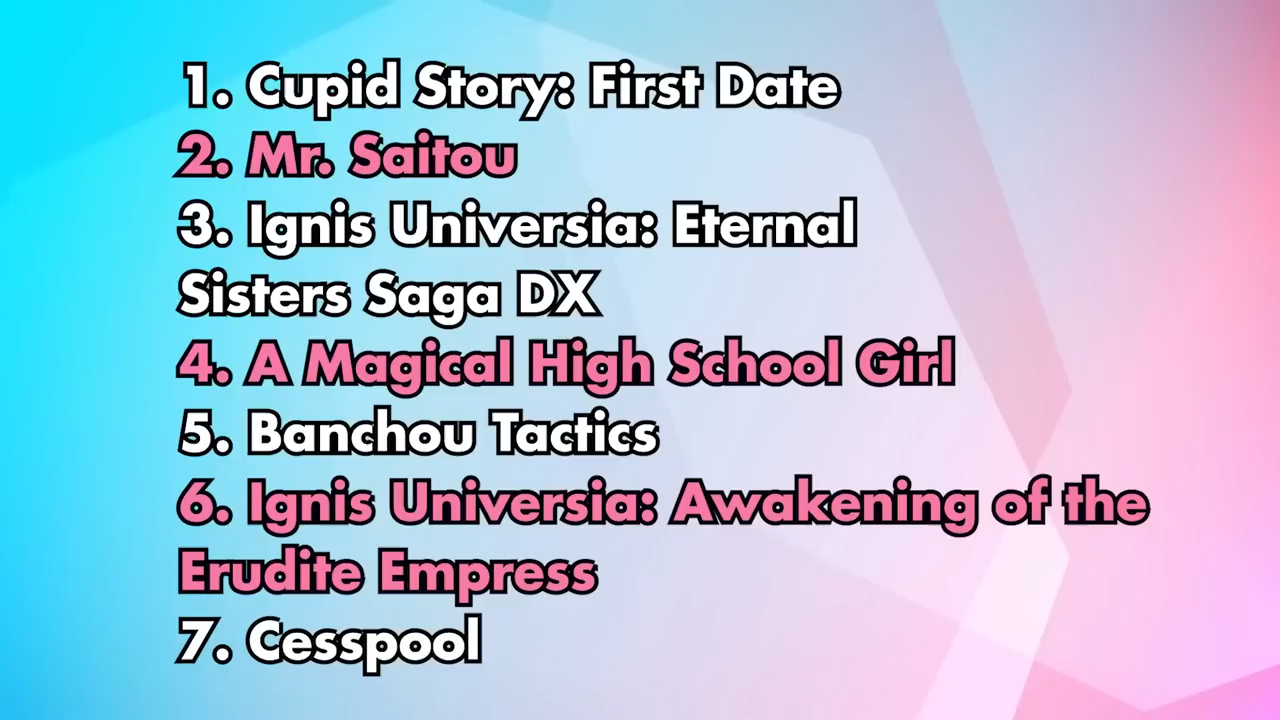 1. Cupid Story: First Date
2. Mr. Saitou
3. Ignis Universia: Eternal
Sisters Saga DX
4. A Magical High School Girl
5. Banchou Tactics
6. Ignis Universia: Awakening of the
Erudite Empress
7. Cesspool